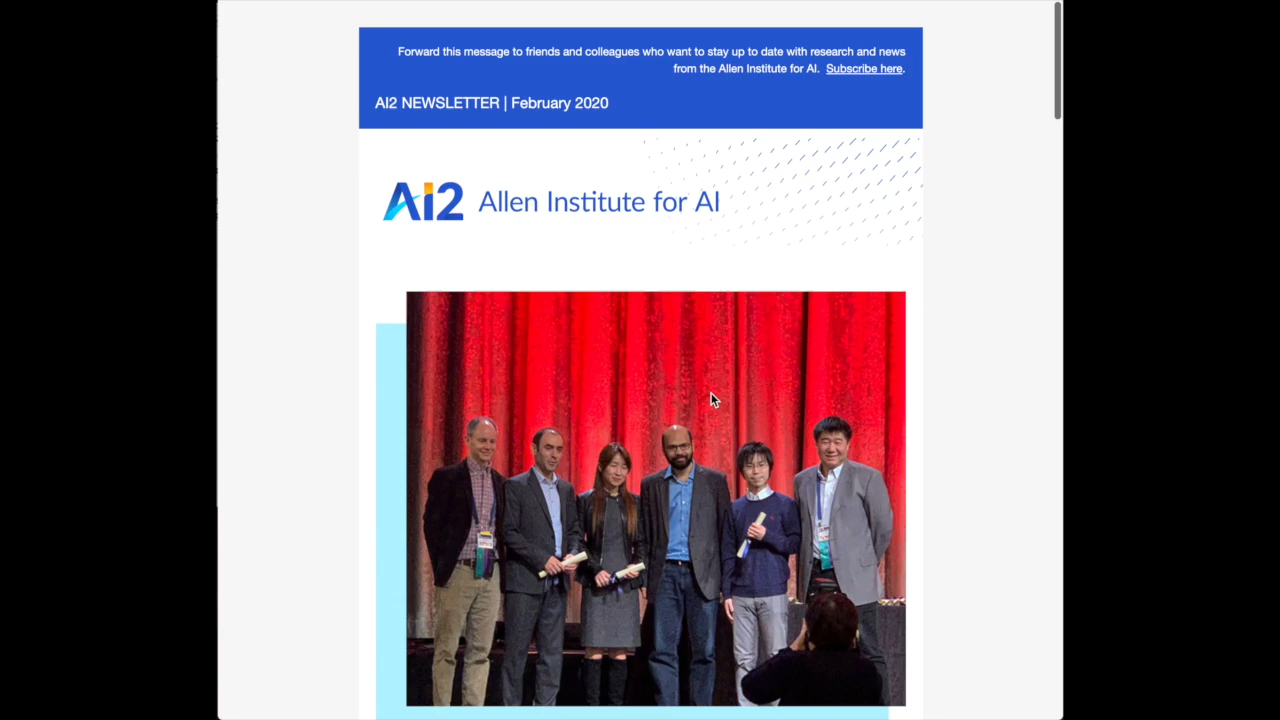 Forward this message to friends and colleagues who want to stay up to date with research and news
from the Allen Institute for AI. Subscribe here.
AI2 NEWSLETTER | February 2020
Ai2 Allen Institute for AI